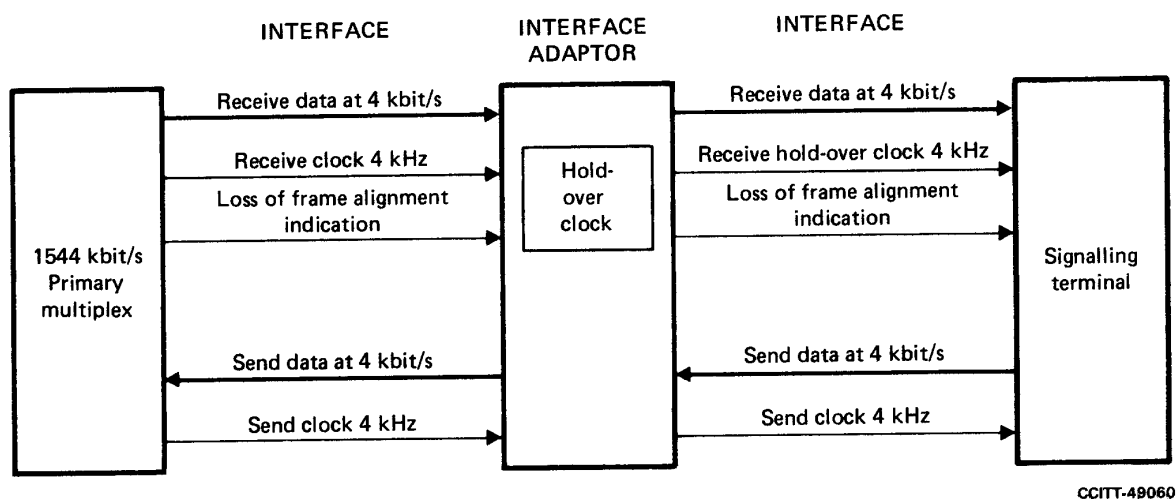 INTERFACE
INTERFACE
ADAPTOR
INTERFACE
1544 kbit/s
Primary
multiplex
Receive data at 4 kbit/s
Receive clock 4 kHz
Loss of frame alignment
indication
Send data at 4 kbit/s
Send clock 4 kHz
Hold-
over
clock
Receive data at 4 kbit/s
Receive hold-over clock 4 kHz
Loss of frame alignment
indication
Send data at 4 kbit/s
Send clock 4 kHz
Signalling
terminal
CCITT-49060